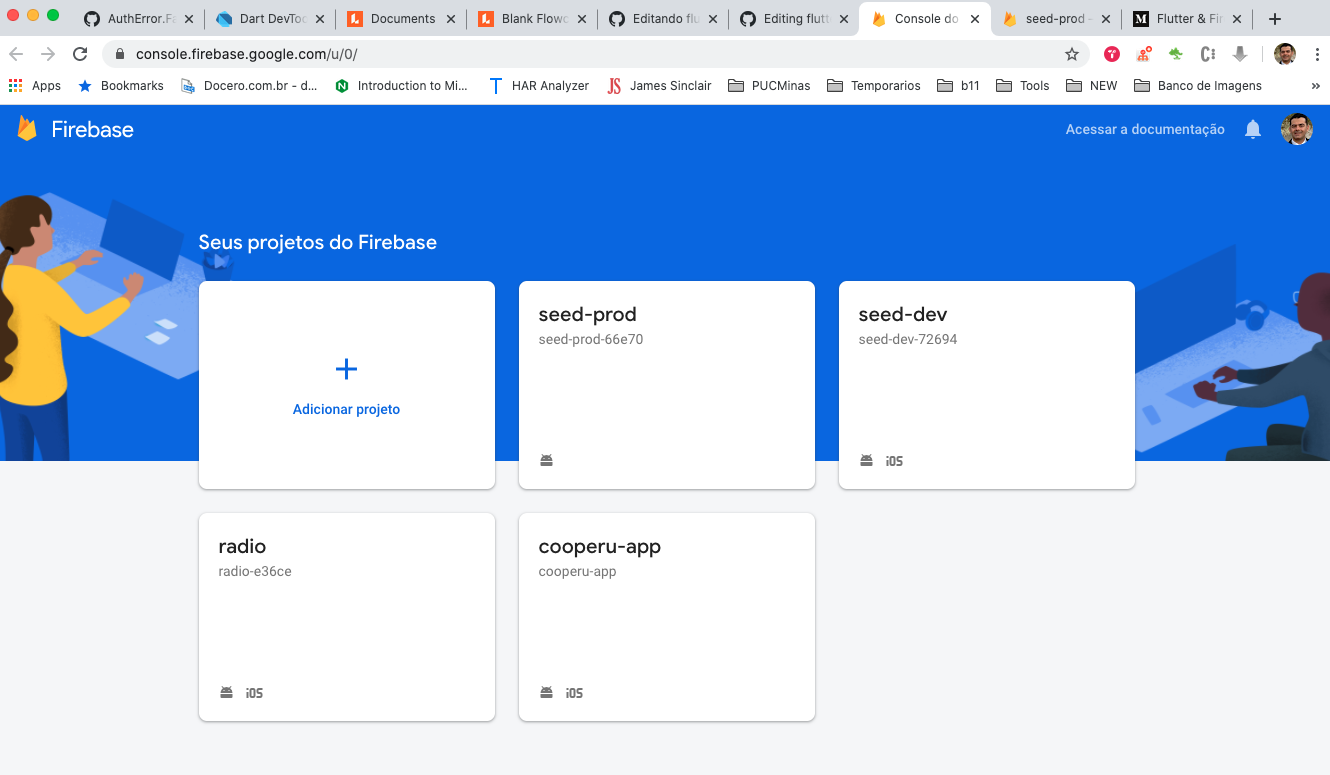 AuthError.Fa
Dart DevToo
Documents
Blank Flowc
Editando flu
Editing flutt
Console do
seed-prod –
Flutter & Fir
console.firebase.google.com/u/0/
Apps
Bookmarks
Docero.com.br - d...
Introduction to Mi...
HAR Analyzer
James Sinclair
PUCMinas
Temporarios
b11
Tools
NEW
Banco de Imagens
»
Firebase
Acessar a documentação
Seus projetos do Firebase
Adicionar projeto
seed-prod
seed-prod-66e70
seed-dev
seed-dev-72694
iOS
radio
radio-e36ce
iOS
cooperu-app
cooperu-app
iOS